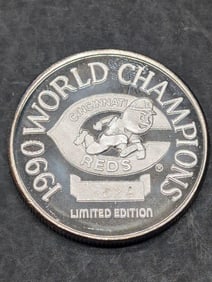 1990 WORLD CHAMPIONS
CINCINNATI
REDS
®
LIMITED EDITION